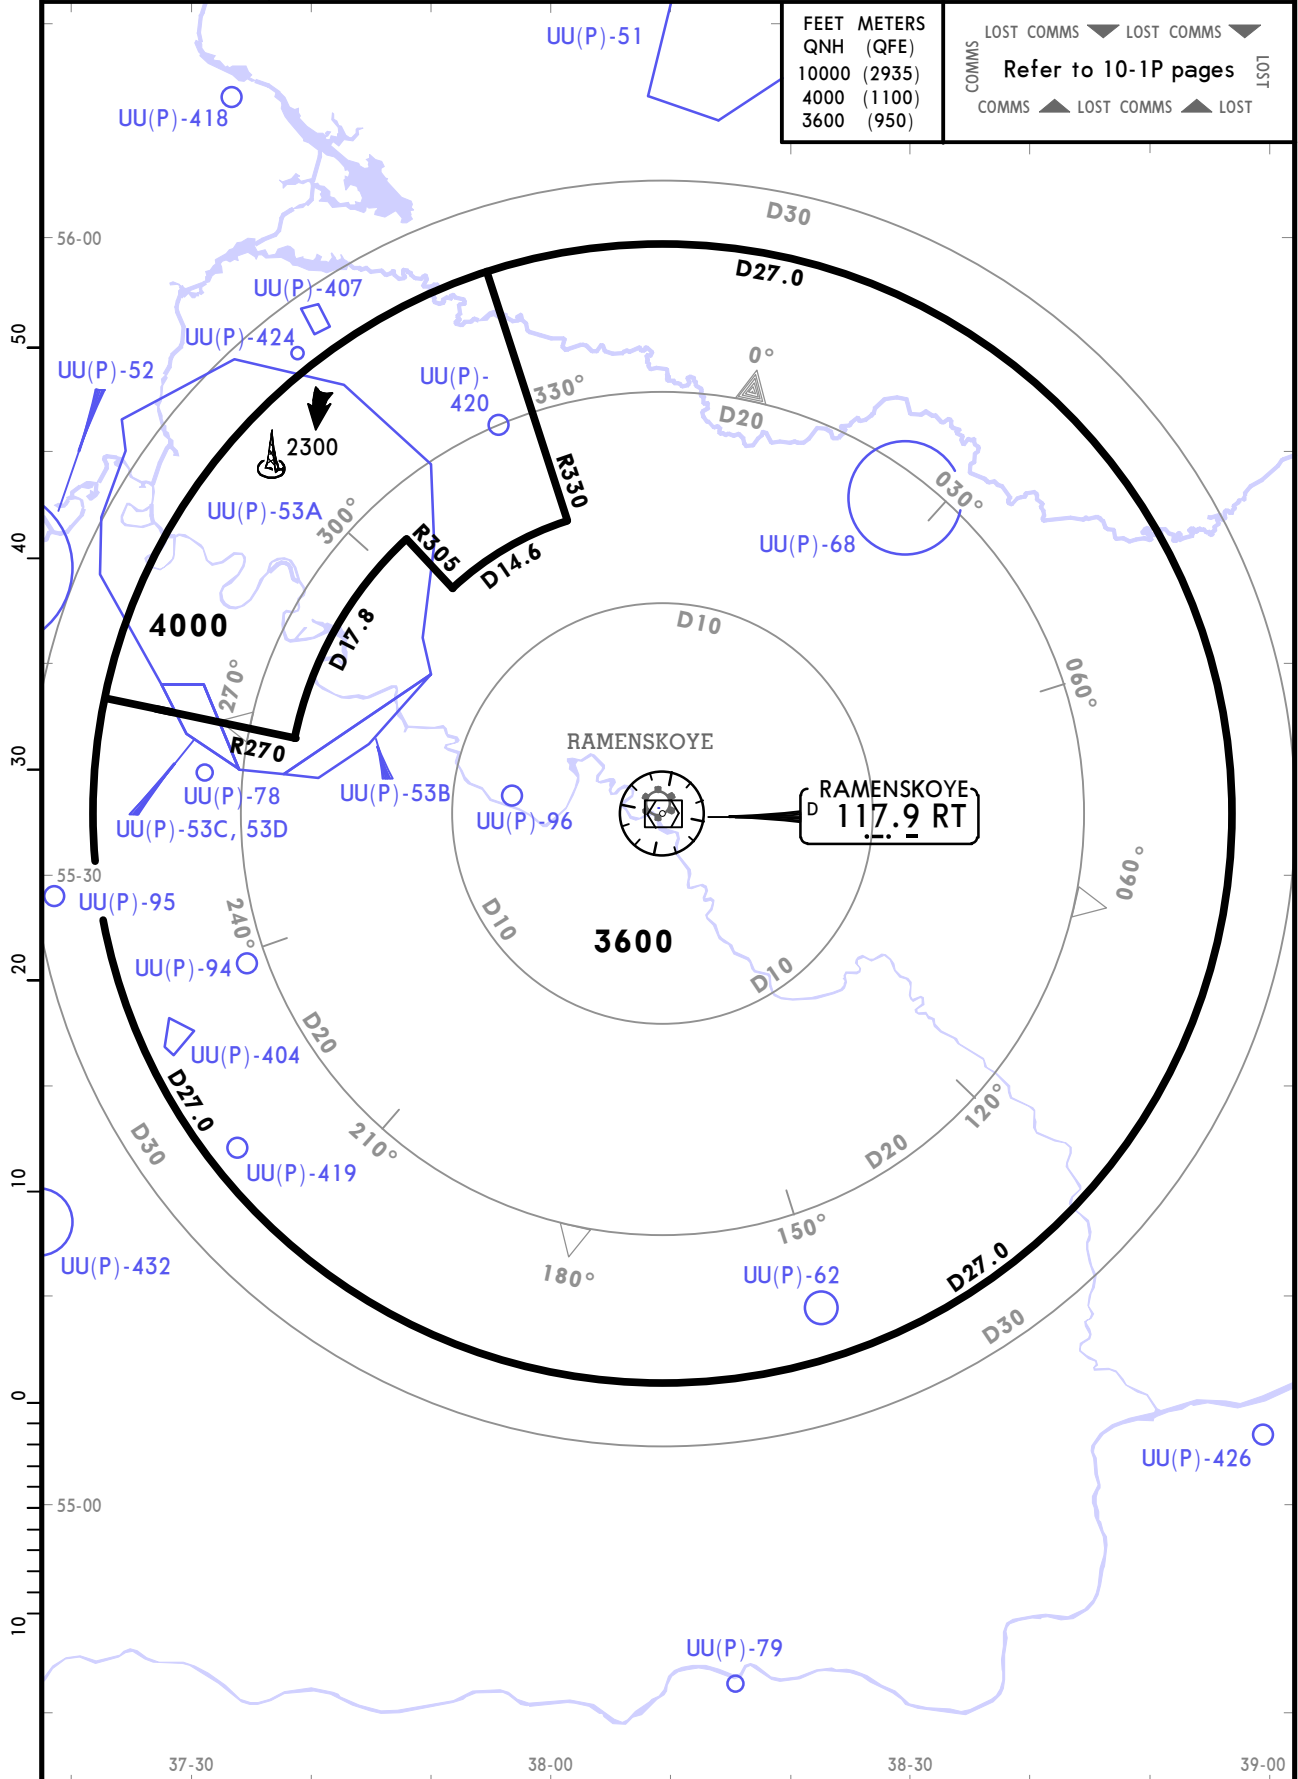 UU(P)-51
FEET METERS
QNH (QFE)
10000 (2935)
4000 (1100)
3600 (950)
LOST COMMS LOST COMMS
COMMS
Refer to 10-1P pages
LOST
COMMS LOST COMMS LOST
UU(P)-418
D30
56-00
D27.0
UU(P)-407
50
UU(P)-424
UU(P)-52
0°
UU(P)-
420
330°
D20
2300
R330
030°
UU(P)-53A
300°
R305
UU(P)-68
40
D14.6
4000
D17.8
D10
270°
060°
R270
RAMENSKOYE
30
UU(P)-78
UU(P)-53B
RAMENSKOYE
D 117.9 RT
UU(P)-96
UU(P)-53C, 53D
55-30
090°
UU(P)-95
240°
D10
3600
UU(P)-94
20
D10
D20
UU(P)-404
D27.0
120°
210°
D30
D20
UU(P)-419
10
150°
UU(P)-432
180°
UU(P)-62
D27.0
D30
0
UU(P)-426
55-00
10
UU(P)-79
37-30
38-00
38-30
39-00